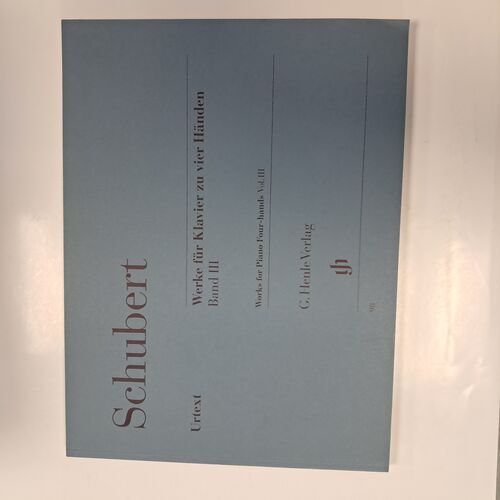 Schubert
Urtext
Werke für Klavier zu vier Händen
Band III
Works for Piano Four-hands Vol. III
G. Henle Verlag